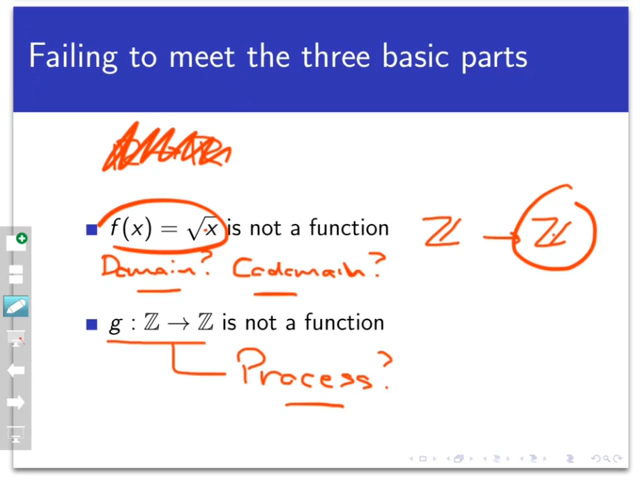 Failing to meet the three basic parts
f(x) = √x is not a function ℤ → ℤ
Domain? Codomain?
g : ℤ → ℤ is not a function
Process?